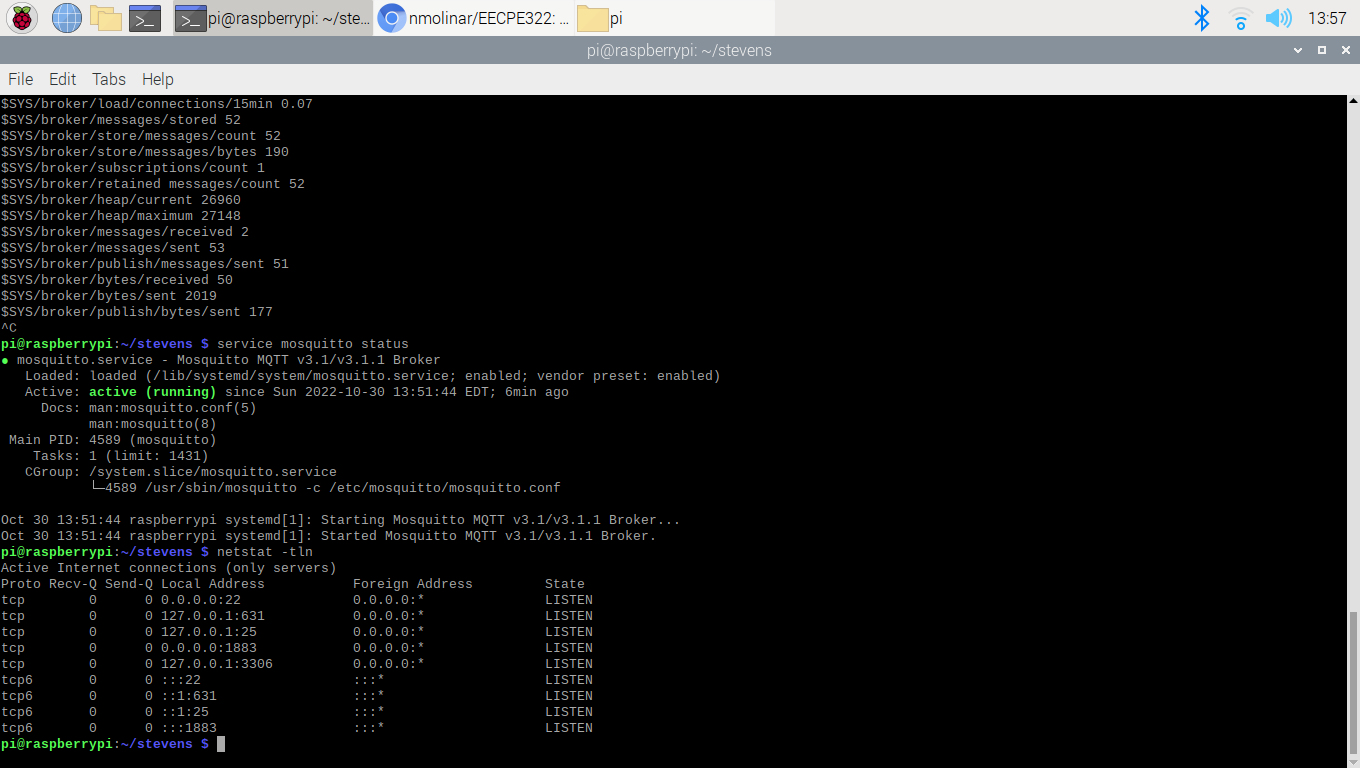 pi@raspberrypi: ~/ste...
nmolinar/EECPE322: ...
pi
13:57
pi@raspberrypi: ~/stevens
File Edit Tabs Help
$SYS/broker/load/connections/15min 0.07
$SYS/broker/messages/stored 52
$SYS/broker/store/messages/count 52
$SYS/broker/store/messages/bytes 190
$SYS/broker/subscriptions/count 1
$SYS/broker/retained messages/count 52
$SYS/broker/heap/current 26960
$SYS/broker/heap/maximum 27148
$SYS/broker/messages/received 2
$SYS/broker/messages/sent 53
$SYS/broker/publish/messages/sent 51
$SYS/broker/bytes/received 50
$SYS/broker/bytes/sent 2019
$SYS/broker/publish/bytes/sent 177
^C
pi@raspberrypi:~/stevens $ service mosquitto status
● mosquitto.service - Mosquitto MQTT v3.1/v3.1.1 Broker
   Loaded: loaded (/lib/systemd/system/mosquitto.service; enabled; vendor preset: enabled)
   Active: active (running) since Sun 2022-10-30 13:51:44 EDT; 6min ago
     Docs: man:mosquitto.conf(5)
           man:mosquitto(8)
 Main PID: 4589 (mosquitto)
    Tasks: 1 (limit: 1431)
   CGroup: /system.slice/mosquitto.service
           └─4589 /usr/sbin/mosquitto -c /etc/mosquitto/mosquitto.conf
Oct 30 13:51:44 raspberrypi systemd[1]: Starting Mosquitto MQTT v3.1/v3.1.1 Broker...
Oct 30 13:51:44 raspberrypi systemd[1]: Started Mosquitto MQTT v3.1/v3.1.1 Broker.
pi@raspberrypi:~/stevens $ netstat -tln
Active Internet connections (only servers)
Proto Recv-Q Send-Q Local Address           Foreign Address         State
tcp        0      0 0.0.0.0:22              0.0.0.0:*               LISTEN
tcp        0      0 127.0.0.1:631           0.0.0.0:*               LISTEN
tcp        0      0 127.0.0.1:25            0.0.0.0:*               LISTEN
tcp        0      0 0.0.0.0:1883            0.0.0.0:*               LISTEN
tcp        0      0 127.0.0.1:3306          0.0.0.0:*               LISTEN
tcp6       0      0 :::22                   :::*                    LISTEN
tcp6       0      0 ::1:631                 :::*                    LISTEN
tcp6       0      0 ::1:25                  :::*                    LISTEN
tcp6       0      0 :::1883                 :::*                    LISTEN
pi@raspberrypi:~/stevens $